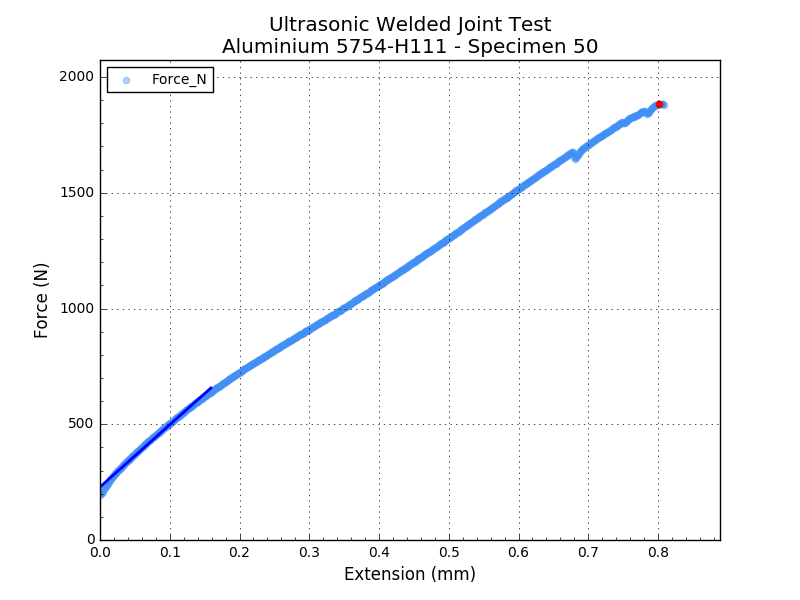 Ultrasonic Welded Joint Test
Aluminium 5754-H111 - Specimen 50
Force_N
2000
1500
1000
500
0
Force (N)
0.0 0.1 0.2 0.3 0.4 0.5 0.6 0.7 0.8
Extension (mm)